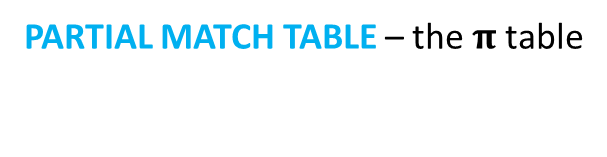 PARTIAL MATCH TABLE – the π table